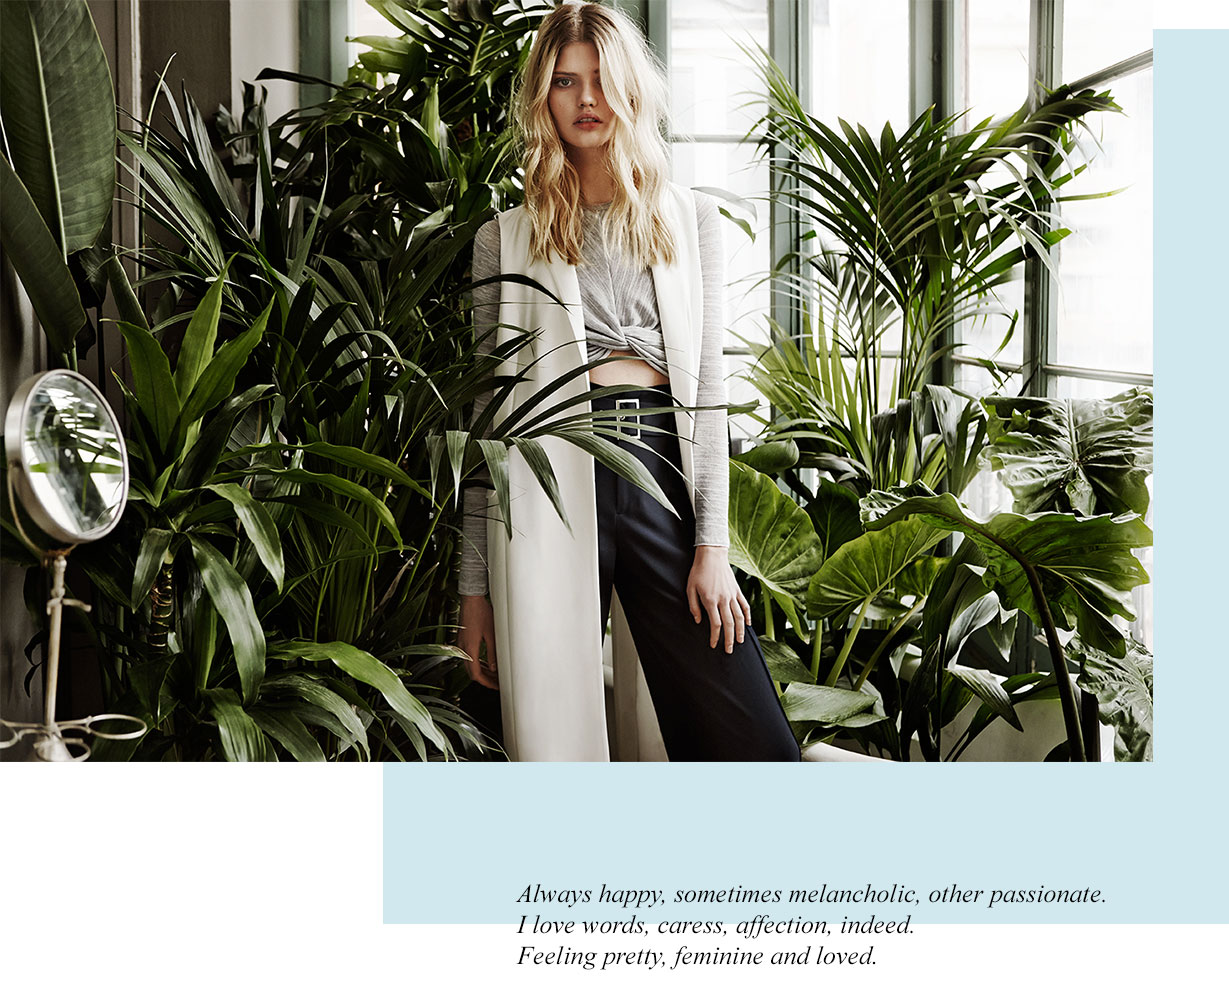 Always happy, sometimes melancholic, other passionate.
I love words, caress, affection, indeed.
Feeling pretty, feminine and loved.